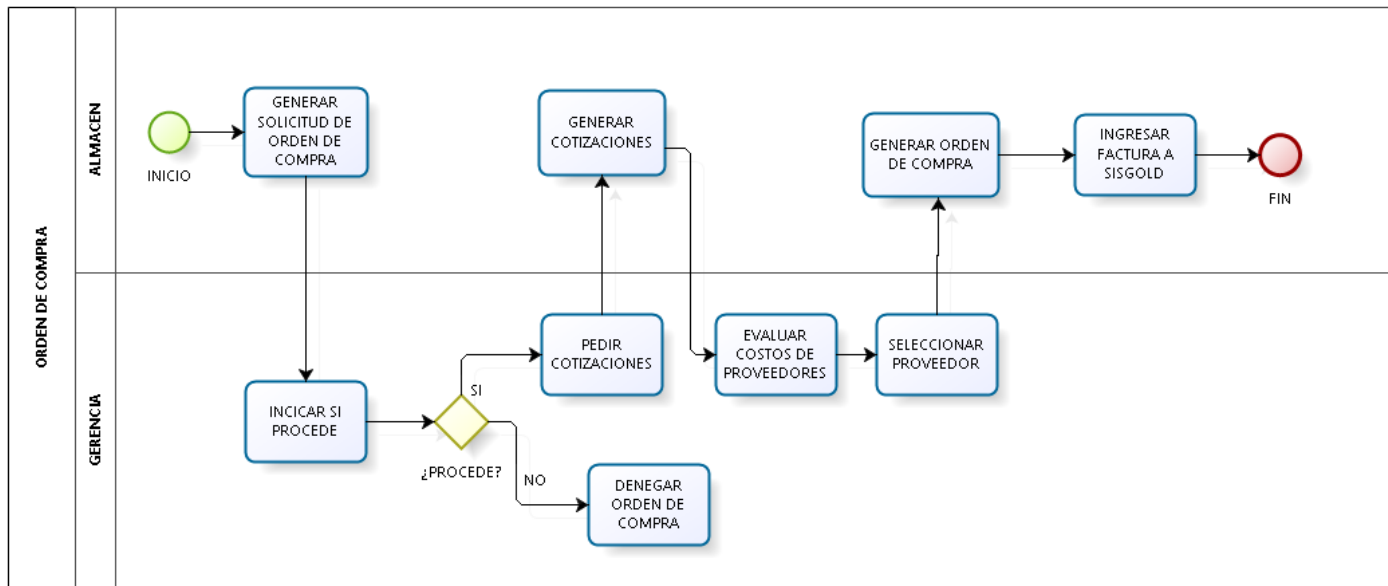 ORDEN DE COMPRA
ALMACEN
INICIO
GENERAR
SOLICITUD DE
ORDEN DE
COMPRA
GENERAR
COTIZACIONES
GENERAR ORDEN
DE COMPRA
INGRESAR
FACTURA A
SISGOLD
FIN
GERENCIA
INCICAR SI
PROCEDE
¿PROCEDE?
SI
NO
PEDIR
COTIZACIONES
DENEGAR
ORDEN DE
COMPRA
EVALUAR
COSTOS DE
PROVEEDORES
SELECCIONAR
PROVEEDOR